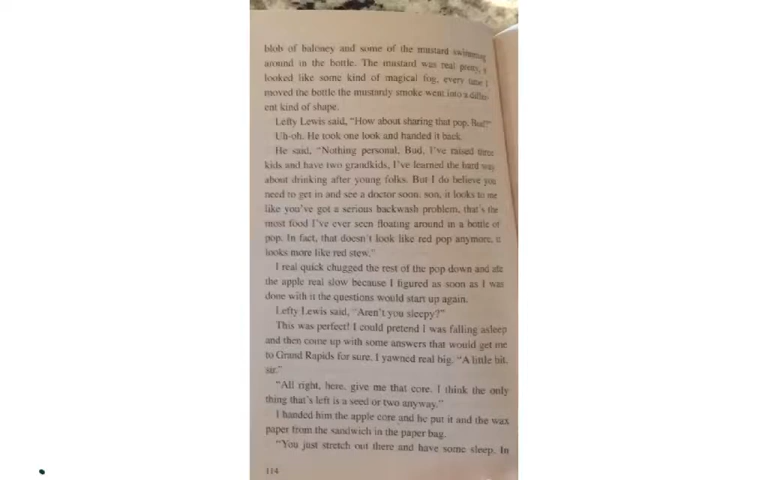 blob of baloney and some of the mustard swimming
around in the bottle. The mustard was real pretty, it
looked like some kind of magical fog, every time I
moved the bottle the mustardy smoke went into a differ-
ent kind of shape.
Lefty Lewis said, "How about sharing that pop, Bud?"
Uh-oh. He took one look and handed it back.
He said, "Nothing personal, Bud, I've raised three
kids and have two grandkids, I've learned the hard way
about drinking after young folks. But I do believe you
need to get in and see a doctor soon, son, it looks to me
like you've got a serious backwash problem, that's the
most food I've ever seen floating around in a bottle of
pop. In fact, that doesn't look like red pop anymore, it
looks more like red stew."
I real quick chugged the rest of the pop down and ate
the apple real slow because I figured as soon as I was
done with it the questions would start up again.
Lefty Lewis said, "Aren't you sleepy?"
This was perfect! I could pretend I was falling asleep
and then come up with some answers that would get me
to Grand Rapids for sure. I yawned real big. "A little bit,
sir."
"All right, here, give me that core. I think the only
thing that's left is a seed or two anyway."
I handed him the apple core and he put it and the wax
paper from the sandwich in the paper bag.
"You just stretch out there and have some sleep. In
114